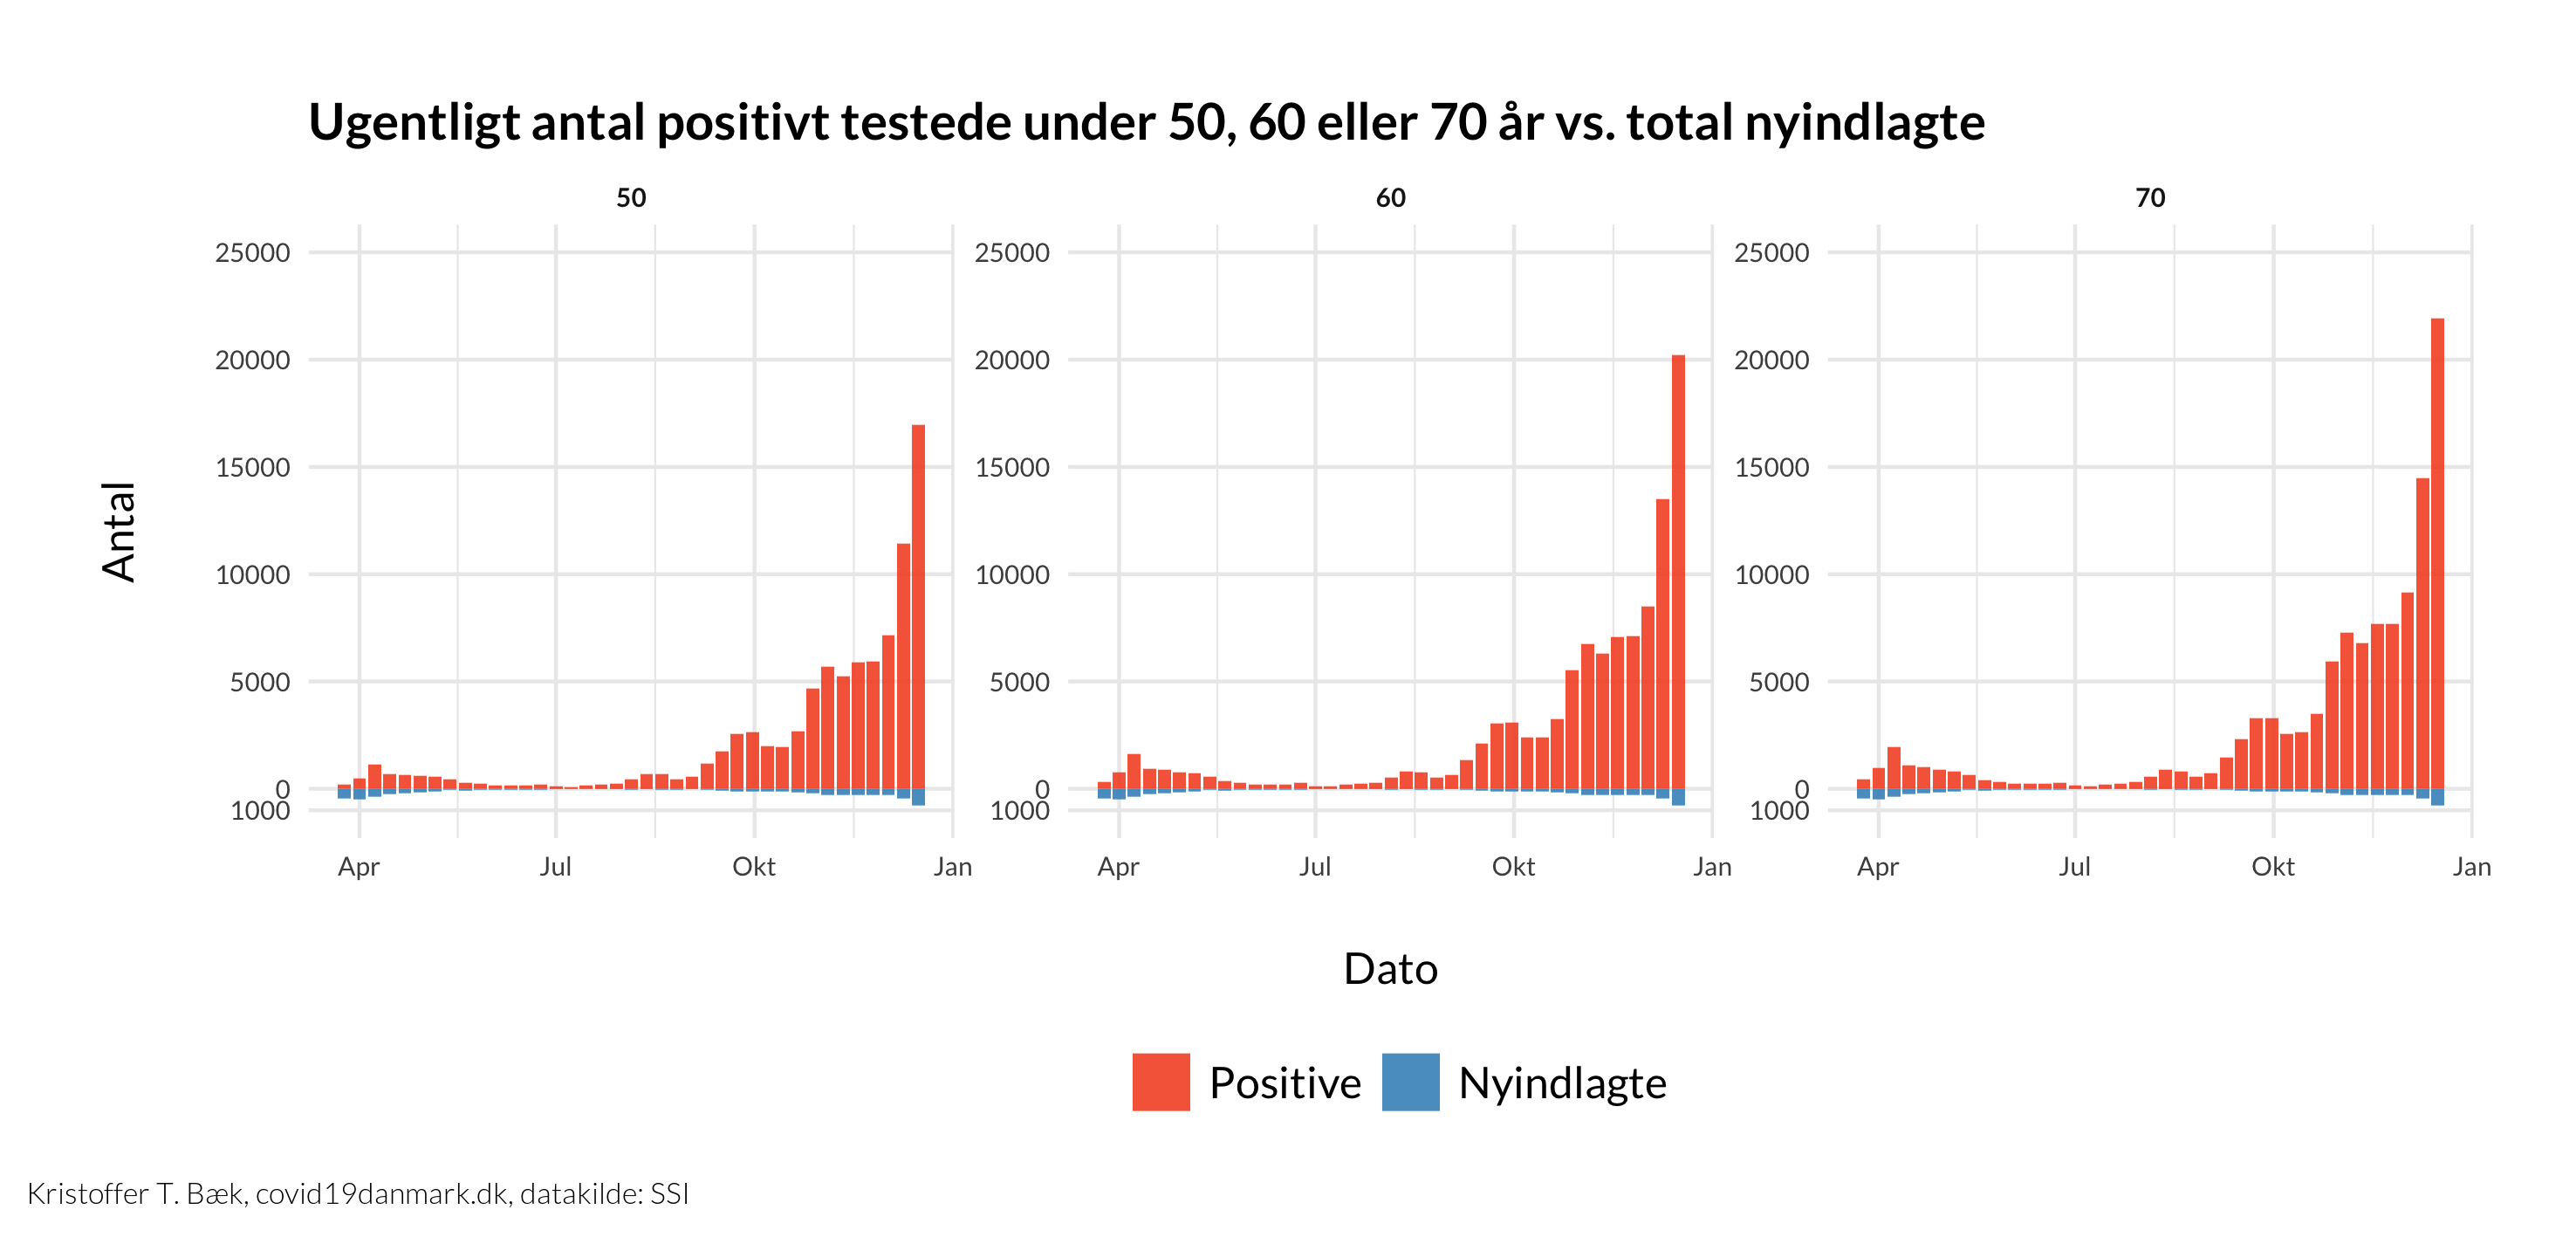 Ugentligt antal positivt testede under 50, 60 eller 70 år vs. total nyindlagte
50
60
70
25000
20000
15000
10000
5000
0
1000
25000
20000
15000
10000
5000
0
1000
25000
20000
15000
10000
5000
0
1000
Antal
Apr
Jul
Okt
Jan
Apr
Jul
Okt
Jan
Apr
Jul
Okt
Jan
Dato
Positive
Nyindlagte
Kristoffer T. Bæk, covid19danmark.dk, datakilde: SSI